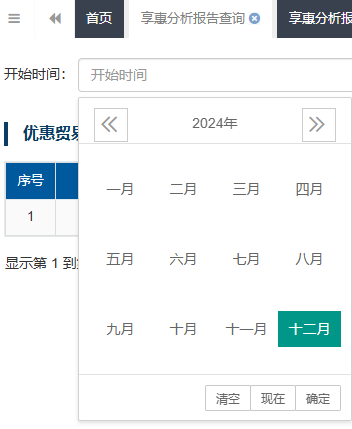 首页 享惠分析报告查询 享惠分析报
开始时间： 开始时间
2024年
优惠贸易
一月 二月 三月 四月
序号
1
五月 六月 七月 八月
显示第 1 到
九月 十月 十一月 十二月
清空 现在 确定